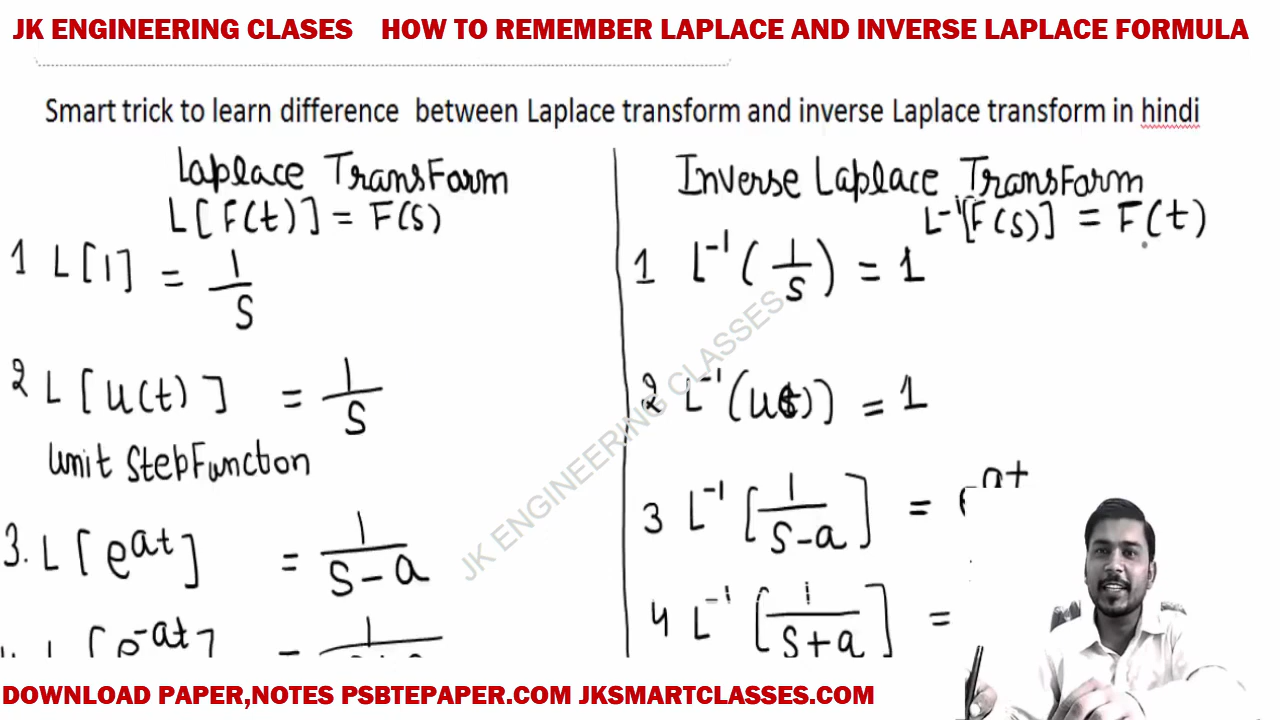 JK ENGINEERING CLASES    HOW TO REMEMBER LAPLACE AND INVERSE LAPLACE FORMULA
Smart trick to learn difference between Laplace transform and inverse Laplace transform in hindi
Laplace TransForm
L[F(t)] = F(s)
1 L[1] = 1/S
2 L[u(t)] = 1/S
Unit StepFunction
3. L[e^at] = 1/(S-a)
L[e^-at] = 1
Inverse Laplace TransForm
L^-1[F(s)] = F(t)
1 L^-1(1/S) = 1
2 L^-1(u(t)] = 1
3 L^-1[1/(S-a)] = e^at
4 L^-1[1/(S+a)] =
JK ENGINEERING CLASSES
DOWNLOAD PAPER,NOTES PSBTEPAPER.COM JKSMARTCLASSES.COM